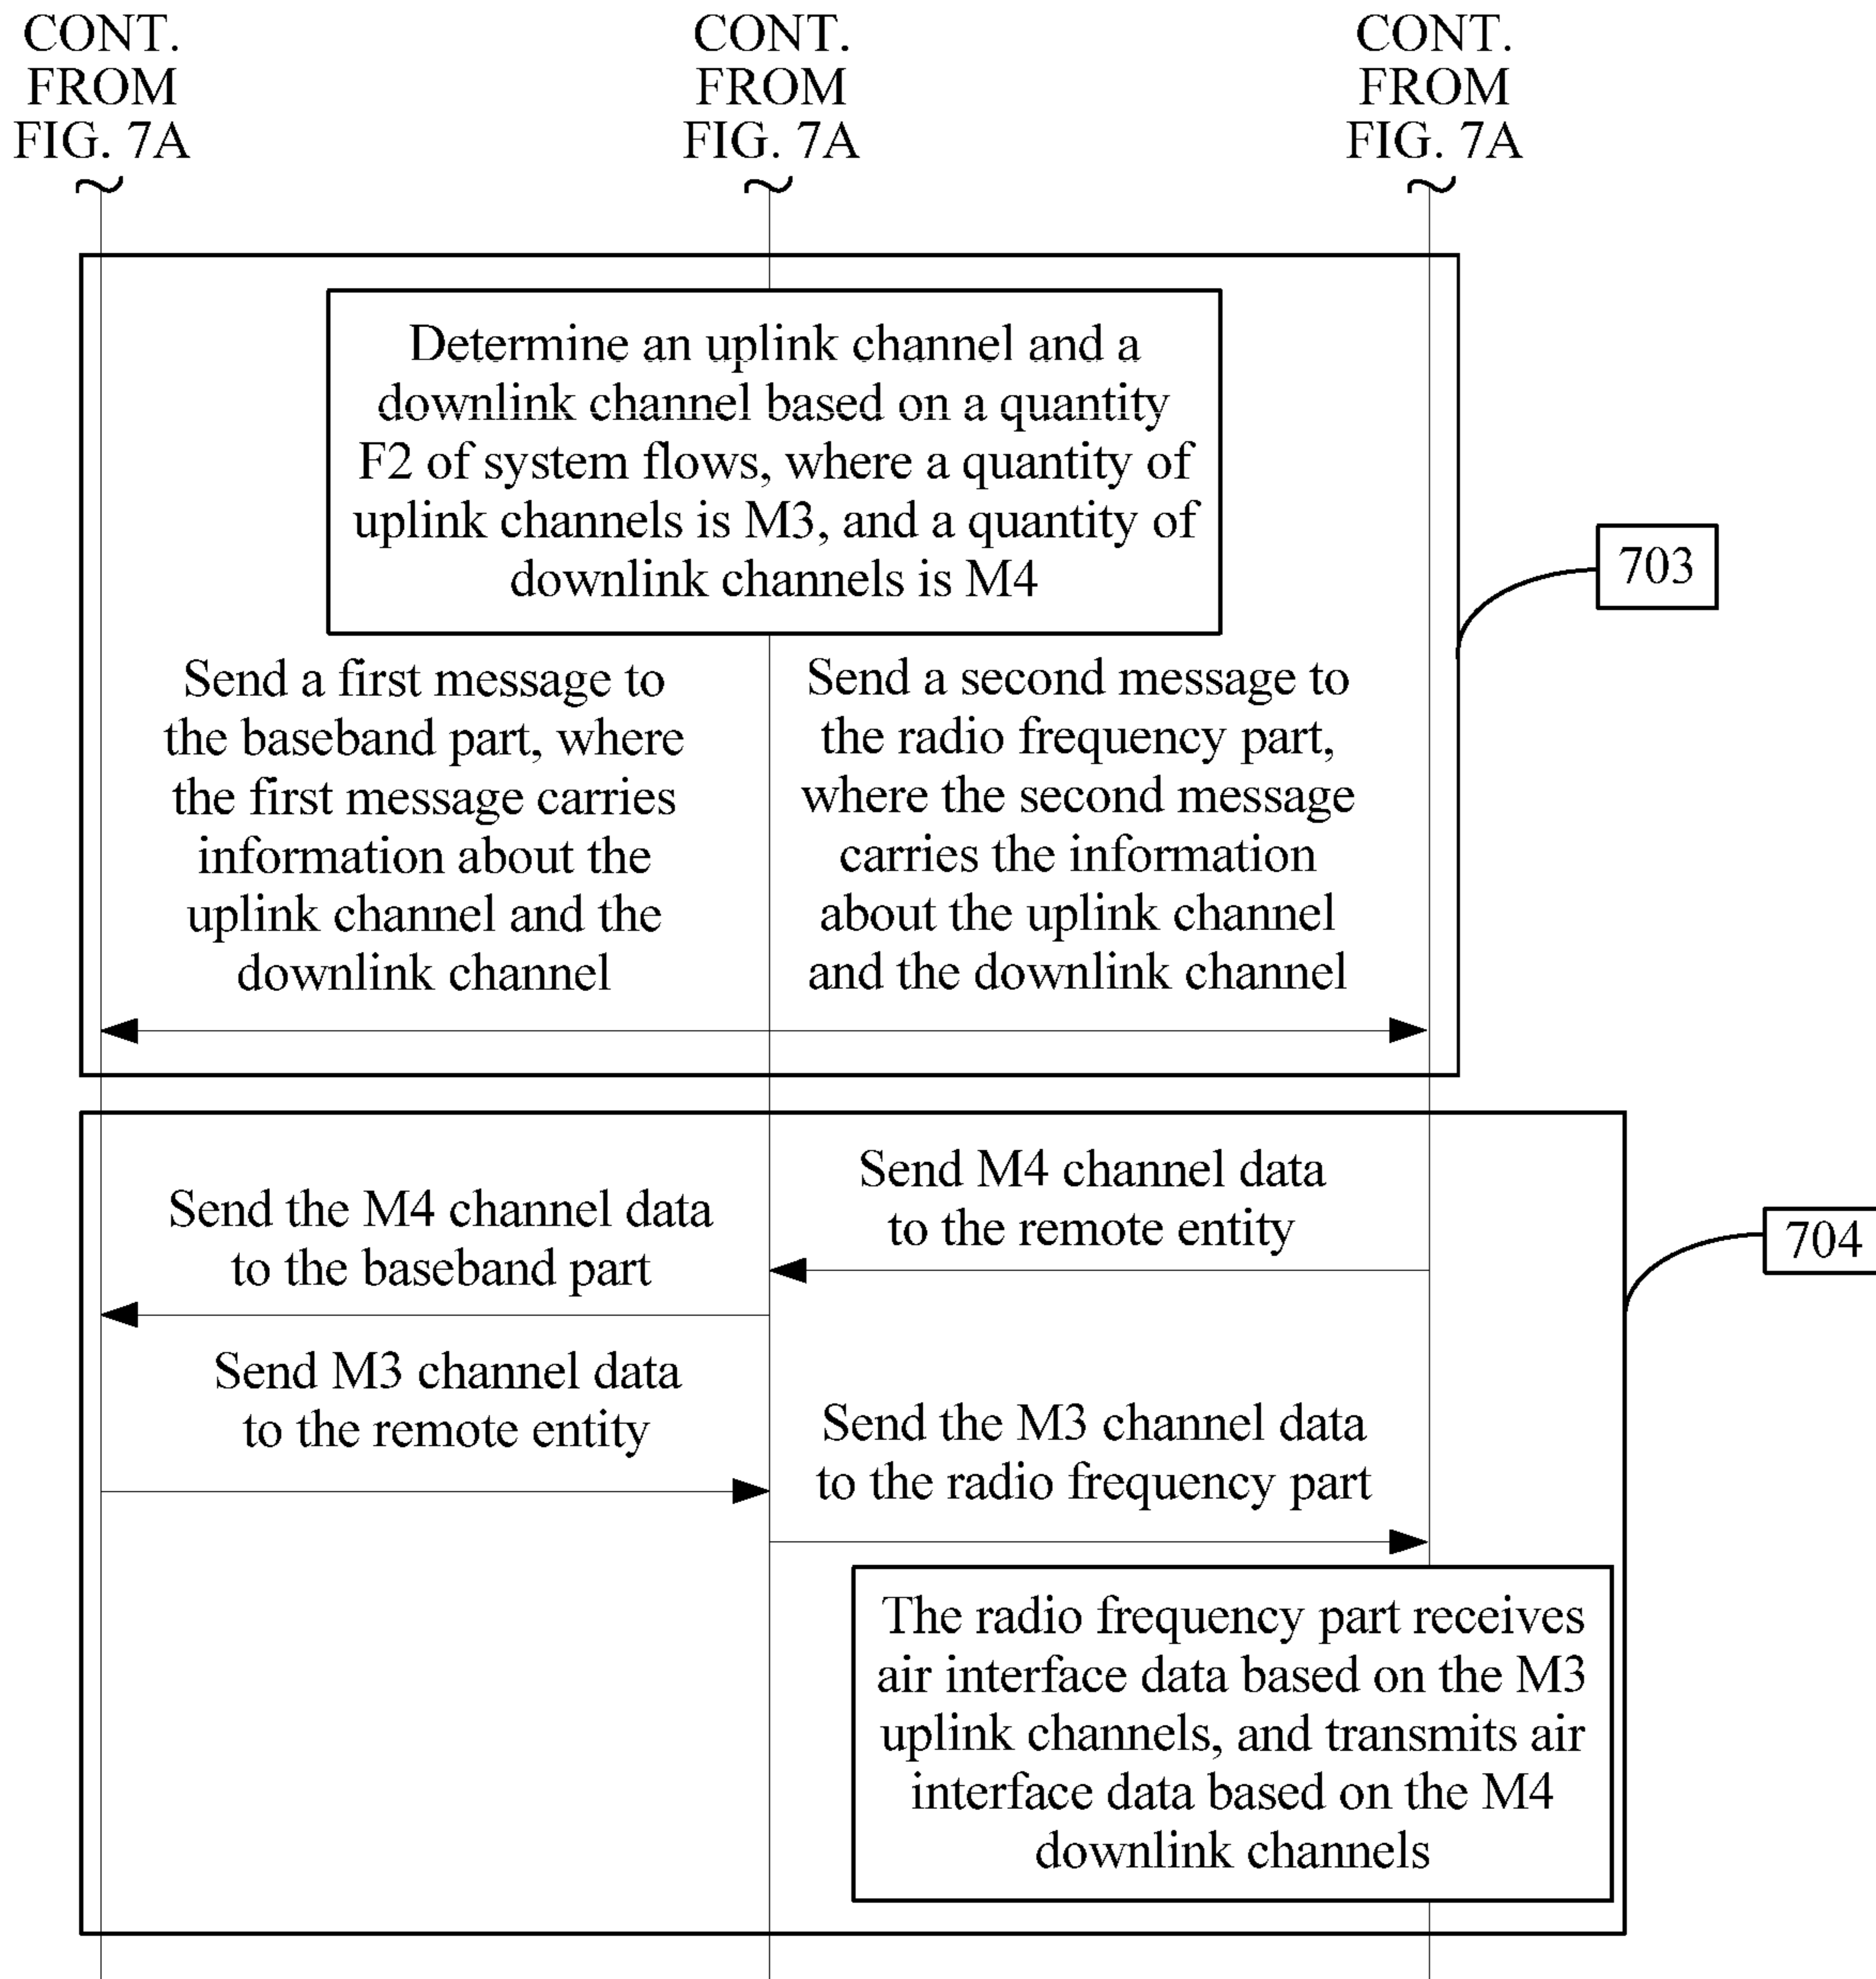 CONT.
FROM
FIG. 7A
CONT.
FROM
FIG. 7A
CONT.
FROM
FIG. 7A
Determine an uplink channel and a
downlink channel based on a quantity
F2 of system flows, where a quantity of
uplink channels is M3, and a quantity of
downlink channels is M4
703
Send a first message to
the baseband part, where
the first message carries
information about the
uplink channel and the
downlink channel
Send a second message to
the radio frequency part,
where the second message
carries the information
about the uplink channel
and the downlink channel
Send M4 channel data
to the remote entity
Send the M4 channel data
to the baseband part
704
Send M3 channel data
to the remote entity
Send the M3 channel data
to the radio frequency part
The radio frequency part receives
air interface data based on the M3
uplink channels, and transmits air
interface data based on the M4
downlink channels